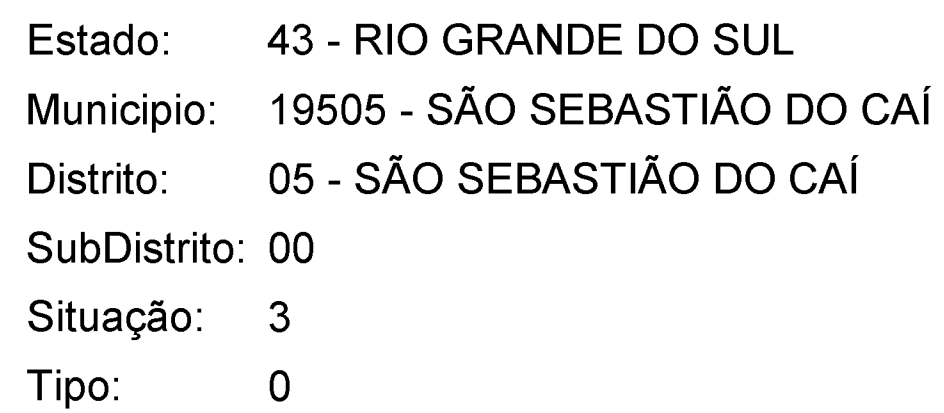 Estado: 43 - RIO GRANDE DO SUL
Municipio: 19505 - SÃO SEBASTIÃO DO CAÍ
Distrito: 05 - SÃO SEBASTIÃO DO CAÍ
SubDistrito: 00
Situação: 3
Tipo: 0